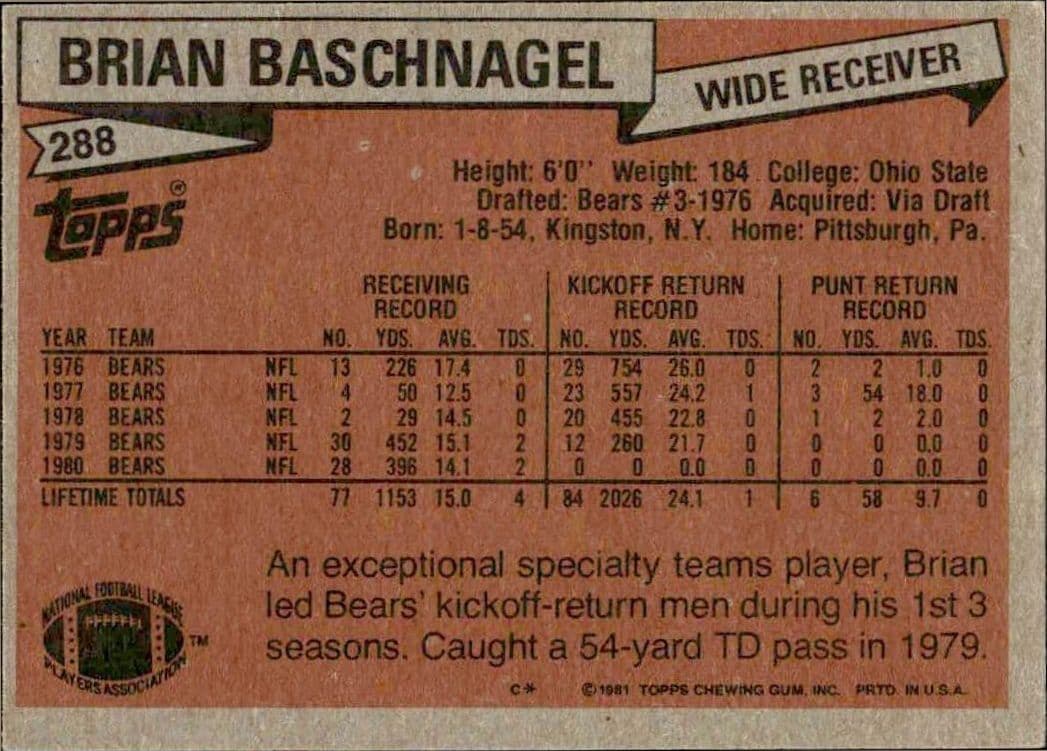 BRIAN BASCHNAGEL
WIDE RECEIVER
288
Topps®
Height: 6'0'' Weight: 184 College: Ohio State
Drafted: Bears #3-1976 Acquired: Via Draft
Born: 1-8-54, Kingston, N.Y. Home: Pittsburgh, Pa.
RECEIVING RECORD KICKOFF RETURN RECORD PUNT RETURN RECORD
YEAR TEAM NO. YDS. AVG. TDS. NO. YDS. AVG. TDS. NO. YDS. AVG. TDS.
1976 BEARS NFL 13 226 17.4 0 29 754 26.0 0 2 2 1.0 0
1977 BEARS NFL 4 50 12.5 0 23 557 24.2 1 3 54 18.0 0
1978 BEARS NFL 2 29 14.5 0 20 455 22.8 0 1 2 2.0 0
1979 BEARS NFL 30 452 15.1 2 12 260 21.7 0 0 0 0.0 0
1980 BEARS NFL 28 396 14.1 2 0 0 0.0 0 0 0 0.0 0
LIFETIME TOTALS 77 1153 15.0 4 84 2026 24.1 1 6 58 9.7 0
An exceptional specialty teams player, Brian
led Bears' kickoff-return men during his 1st 3
seasons. Caught a 54-yard TD pass in 1979.
NATIONAL FOOTBALL LEAGUE
PLAYERS ASSOCIATION
TM
C* ©1981 TOPPS CHEWING GUM, INC. PRTD. IN U.S.A.